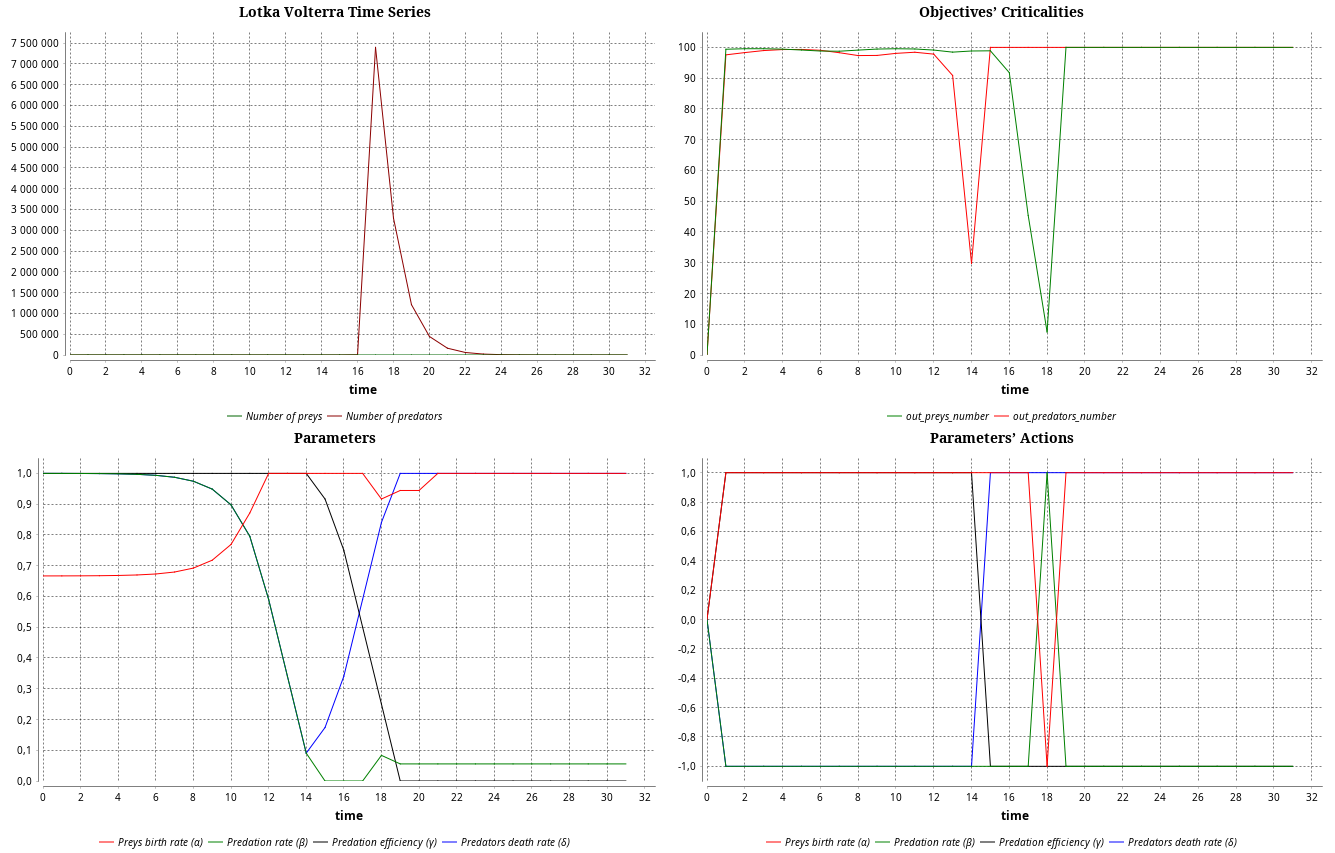 Lotka Volterra Time Series
7 500 000
7 000 000
6 500 000
6 000 000
5 500 000
5 000 000
4 500 000
4 000 000
3 500 000
3 000 000
2 500 000
2 000 000
1 500 000
1 000 000
500 000
0
0 2 4 6 8 10 12 14 16 18 20 22 24 26 28 30 32
time
Number of preys Number of predators
Objectives’ Criticalities
100
90
80
70
60
50
40
30
20
10
0
0 2 4 6 8 10 12 14 16 18 20 22 24 26 28 30 32
time
out_preys_number out_predators_number
Parameters
1,0
0,9
0,8
0,7
0,6
0,5
0,4
0,3
0,2
0,1
0,0
0 2 4 6 8 10 12 14 16 18 20 22 24 26 28 30 32
time
Preys birth rate (α) Predation rate (β) Predation efficiency (γ) Predators death rate (δ)
Parameters’ Actions
1,0
0,8
0,6
0,4
0,2
0,0
-0,2
-0,4
-0,6
-0,8
-1,0
0 2 4 6 8 10 12 14 16 18 20 22 24 26 28 30 32
time
Preys birth rate (α) Predation rate (β) Predation efficiency (γ) Predators death rate (δ)